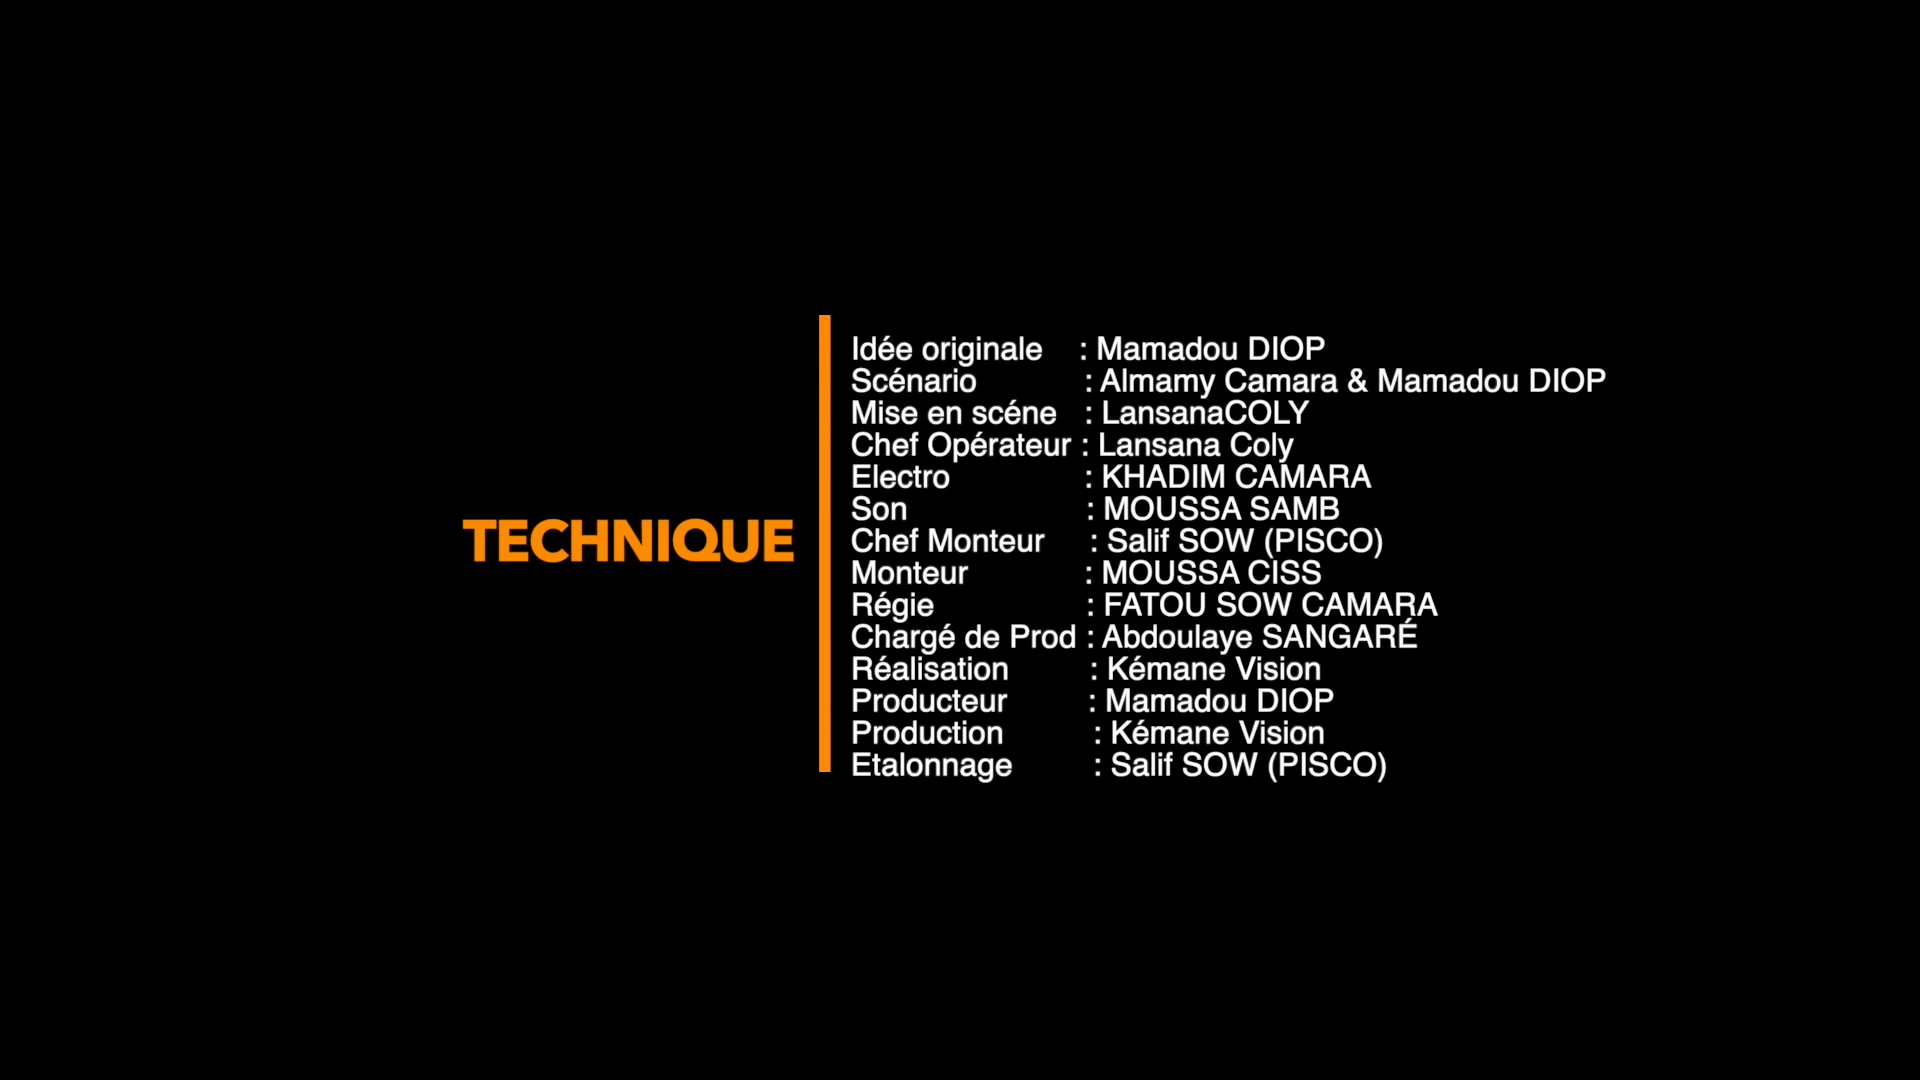 TECHNIQUE
Idée originale : Mamadou DIOP
Scénario : Almamy Camara & Mamadou DIOP
Mise en scéne : LansanaCOLY
Chef Opérateur : Lansana Coly
Electro : KHADIM CAMARA
Son : MOUSSA SAMB
Chef Monteur : Salif SOW (PISCO)
Monteur : MOUSSA CISS
Régie : FATOU SOW CAMARA
Chargé de Prod : Abdoulaye SANGARÉ
Réalisation : Kémane Vision
Producteur : Mamadou DIOP
Production : Kémane Vision
Etalonnage : Salif SOW (PISCO)